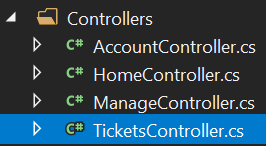 Controllers
C# AccountController.cs
C# HomeController.cs
C# ManageController.cs
C# TicketsController.cs